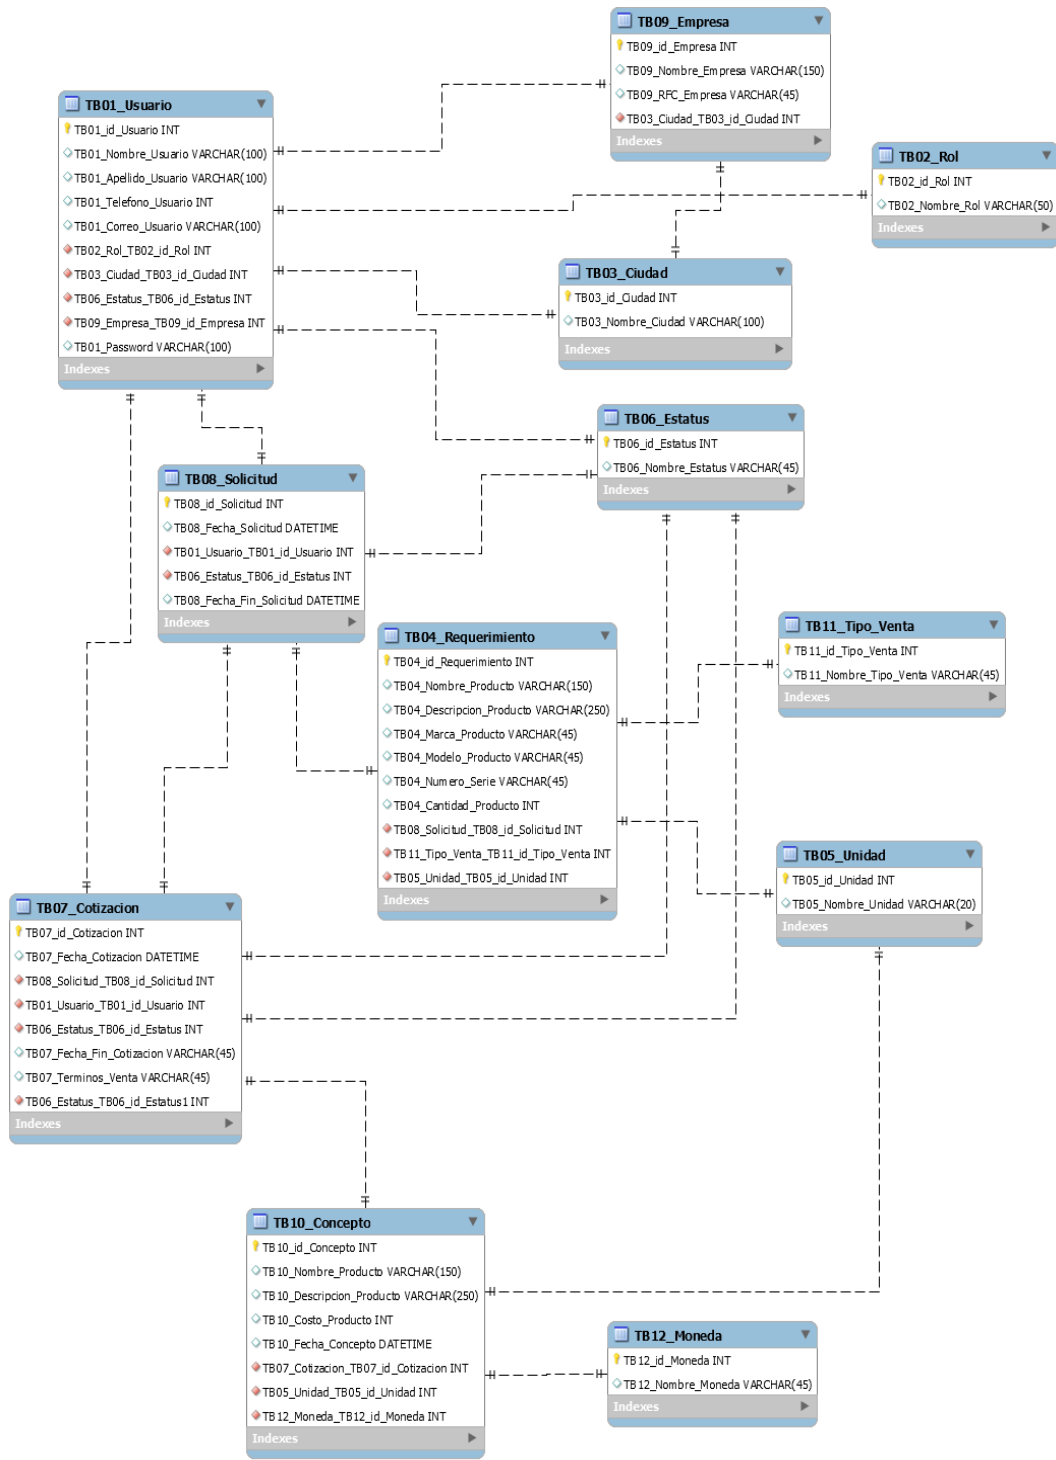 TB09_Empresa
TB09_id_Empresa INT
TB09_Nombre_Empresa VARCHAR(150)
TB09_RFC_Empresa VARCHAR(45)
TB03_Ciudad_TB03_id_Ciudad INT
Indexes
TB01_Usuario
TB01_id_Usuario INT
TB01_Nombre_Usuario VARCHAR(100)
TB01_Apellido_Usuario VARCHAR(100)
TB01_Telefono_Usuario INT
TB01_Correo_Usuario VARCHAR(100)
TB02_Rol_TB02_id_Rol INT
TB03_Ciudad_TB03_id_Ciudad INT
TB06_Estatus_TB06_id_Estatus INT
TB09_Empresa_TB09_id_Empresa INT
TB01_Password VARCHAR(100)
Indexes
TB02_Rol
TB02_id_Rol INT
TB02_Nombre_Rol VARCHAR(50)
Indexes
TB03_Ciudad
TB03_id_Ciudad INT
TB03_Nombre_Ciudad VARCHAR(100)
Indexes
TB06_Estatus
TB06_id_Estatus INT
TB06_Nombre_Estatus VARCHAR(45)
Indexes
TB08_Solicitud
TB08_id_Solicitud INT
TB08_Fecha_Solicitud DATETIME
TB01_Usuario_TB01_id_Usuario INT
TB06_Estatus_TB06_id_Estatus INT
TB08_Fecha_Fin_Solicitud DATETIME
Indexes
TB04_Requerimiento
TB04_id_Requerimiento INT
TB04_Nombre_Producto VARCHAR(150)
TB04_Descripcion_Producto VARCHAR(250)
TB04_Marca_Producto VARCHAR(45)
TB04_Modelo_Producto VARCHAR(45)
TB04_Numero_Serie VARCHAR(45)
TB04_Cantidad_Producto INT
TB08_Solicitud_TB08_id_Solicitud INT
TB11_Tipo_Venta_TB11_id_Tipo_Venta INT
TB05_Unidad_TB05_id_Unidad INT
Indexes
TB11_Tipo_Venta
TB11_id_Tipo_Venta INT
TB11_Nombre_Tipo_Venta VARCHAR(45)
Indexes
TB05_Unidad
TB05_id_Unidad INT
TB05_Nombre_Unidad VARCHAR(20)
Indexes
TB07_Cotizacion
TB07_id_Cotizacion INT
TB07_Fecha_Cotizacion DATETIME
TB08_Solicitud_TB08_id_Solicitud INT
TB01_Usuario_TB01_id_Usuario INT
TB06_Estatus_TB06_id_Estatus INT
TB07_Fecha_Fin_Cotizacion VARCHAR(45)
TB07_Terminos_Venta VARCHAR(45)
TB06_Estatus_TB06_id_Estatus1 INT
Indexes
TB10_Concepto
TB10_id_Concepto INT
TB10_Nombre_Producto VARCHAR(150)
TB10_Descripcion_Producto VARCHAR(250)
TB10_Costo_Producto INT
TB10_Fecha_Concepto DATETIME
TB07_Cotizacion_TB07_id_Cotizacion INT
TB05_Unidad_TB05_id_Unidad INT
TB12_Moneda_TB12_id_Moneda INT
Indexes
TB12_Moneda
TB12_id_Moneda INT
TB12_Nombre_Moneda VARCHAR(45)
Indexes